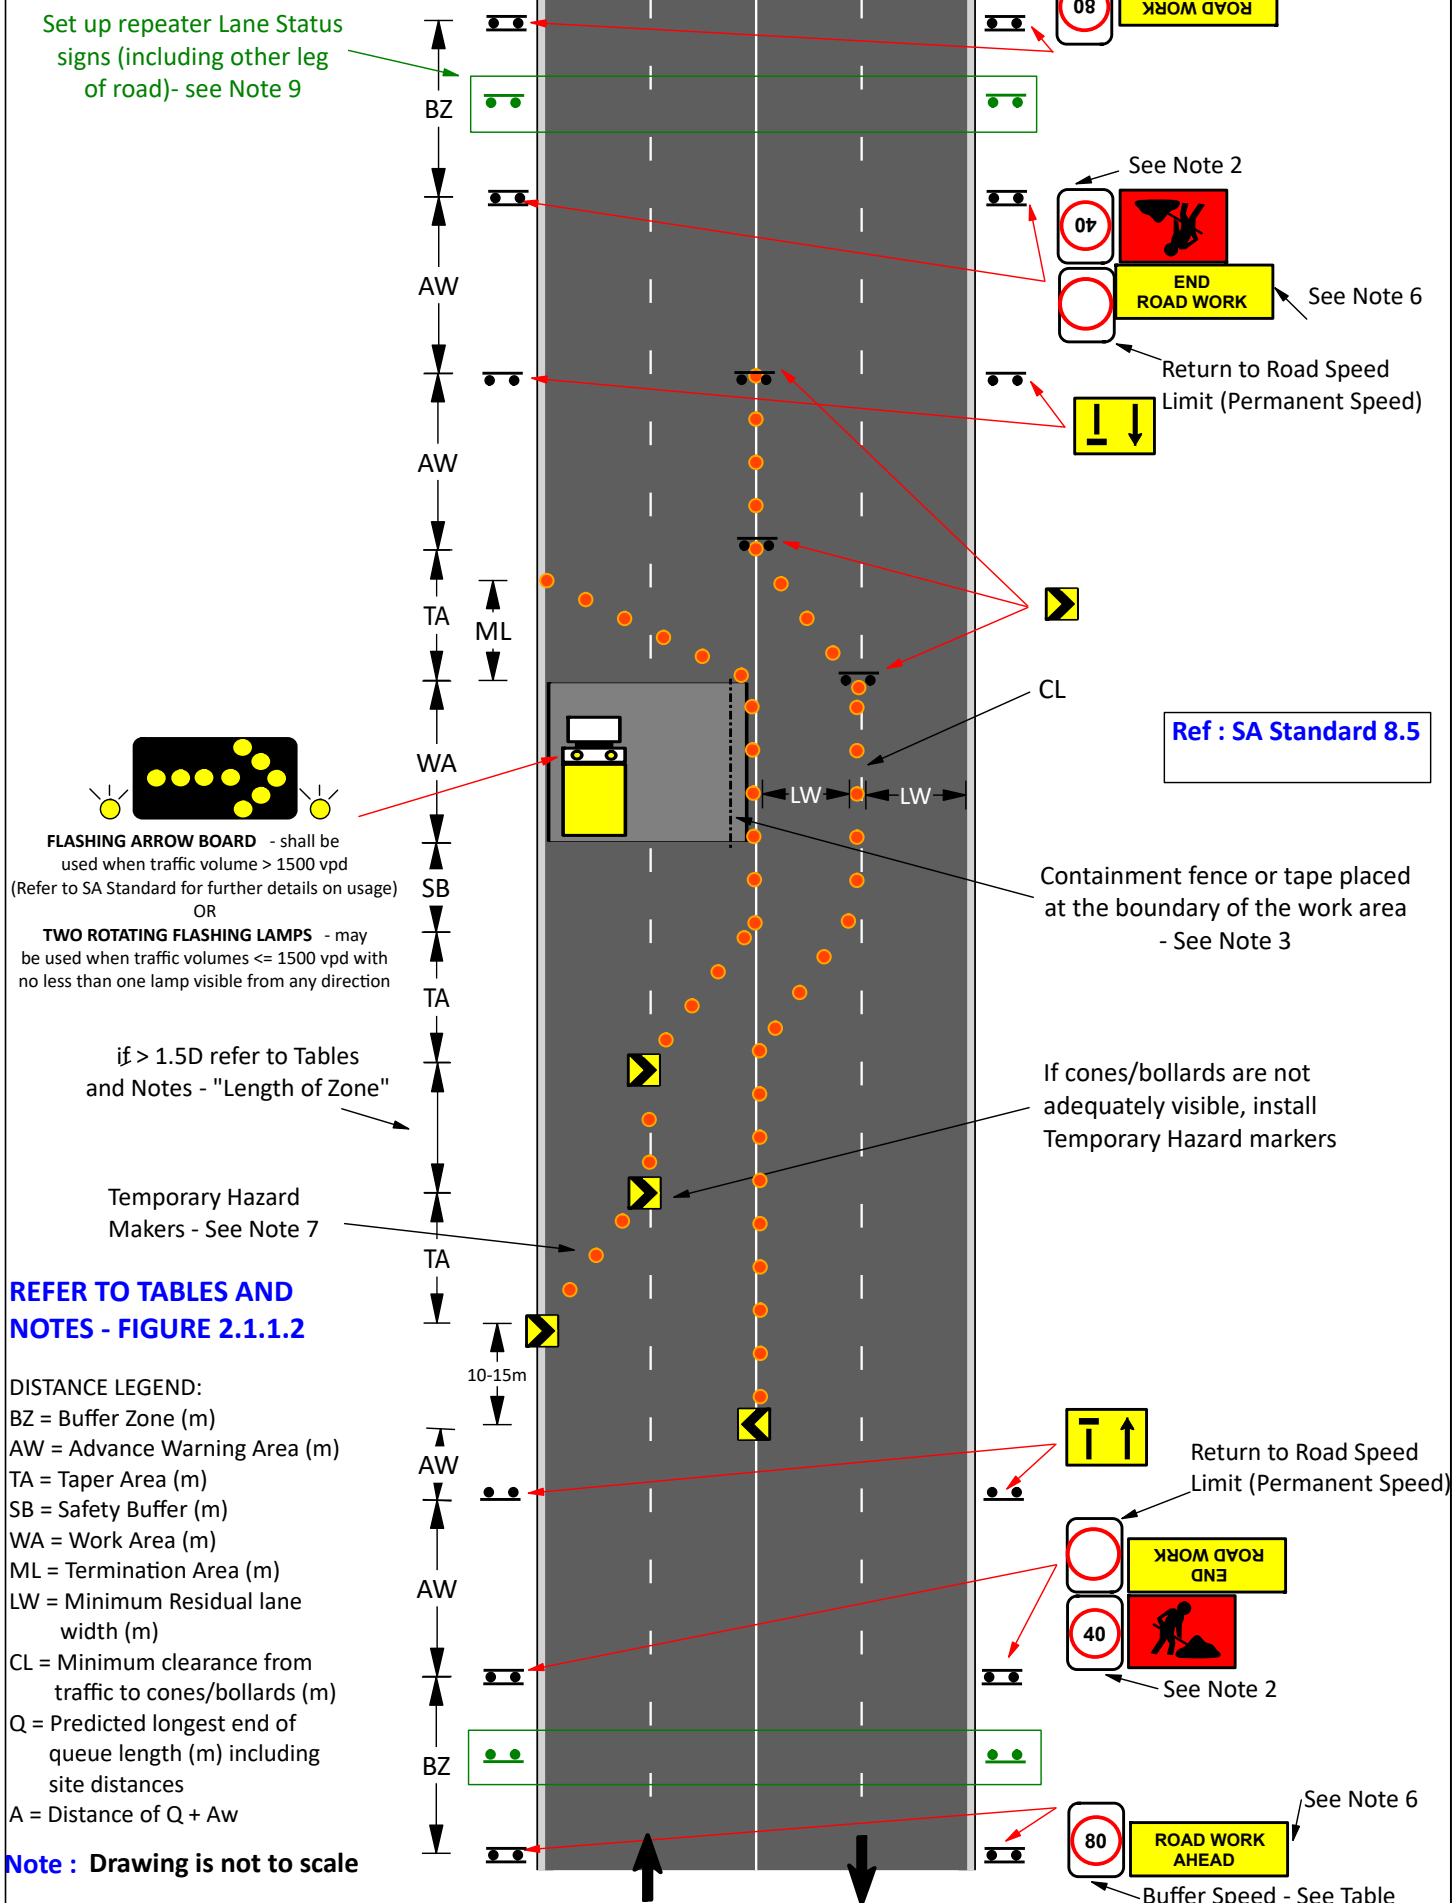 80
ROAD WORK
Set up repeater Lane Status
signs (including other leg
of road)- see Note 9
BZ
See Note 2
40
END
ROAD WORK
See Note 6
AW
Return to Road Speed
Limit (Permanent Speed)
AW
TA
ML
CL
Ref : SA Standard 8.5
WA
LW
LW
FLASHING ARROW BOARD - shall be
used when traffic volume > 1500 vpd
(Refer to SA Standard for further details on usage)
OR
TWO ROTATING FLASHING LAMPS - may
be used when traffic volumes <= 1500 vpd with
no less than one lamp visible from any direction
SB
Containment fence or tape placed
at the boundary of the work area
- See Note 3
TA
if > 1.5D refer to Tables
and Notes - "Length of Zone"
If cones/bollards are not
adequately visible, install
Temporary Hazard markers
Temporary Hazard
Makers - See Note 7
TA
REFER TO TABLES AND
NOTES - FIGURE 2.1.1.2
10-15m
DISTANCE LEGEND:
BZ = Buffer Zone (m)
AW = Advance Warning Area (m)
TA = Taper Area (m)
SB = Safety Buffer (m)
WA = Work Area (m)
ML = Termination Area (m)
LW = Minimum Residual lane
width (m)
CL = Minimum clearance from
traffic to cones/bollards (m)
Q = Predicted longest end of
queue length (m) including
site distances
A = Distance of Q + Aw
Note : Drawing is not to scale
AW
Return to Road Speed
Limit (Permanent Speed)
AW
END
ROAD WORK
40
See Note 2
BZ
See Note 6
80
ROAD WORK
AHEAD
Buffer Speed - See Table